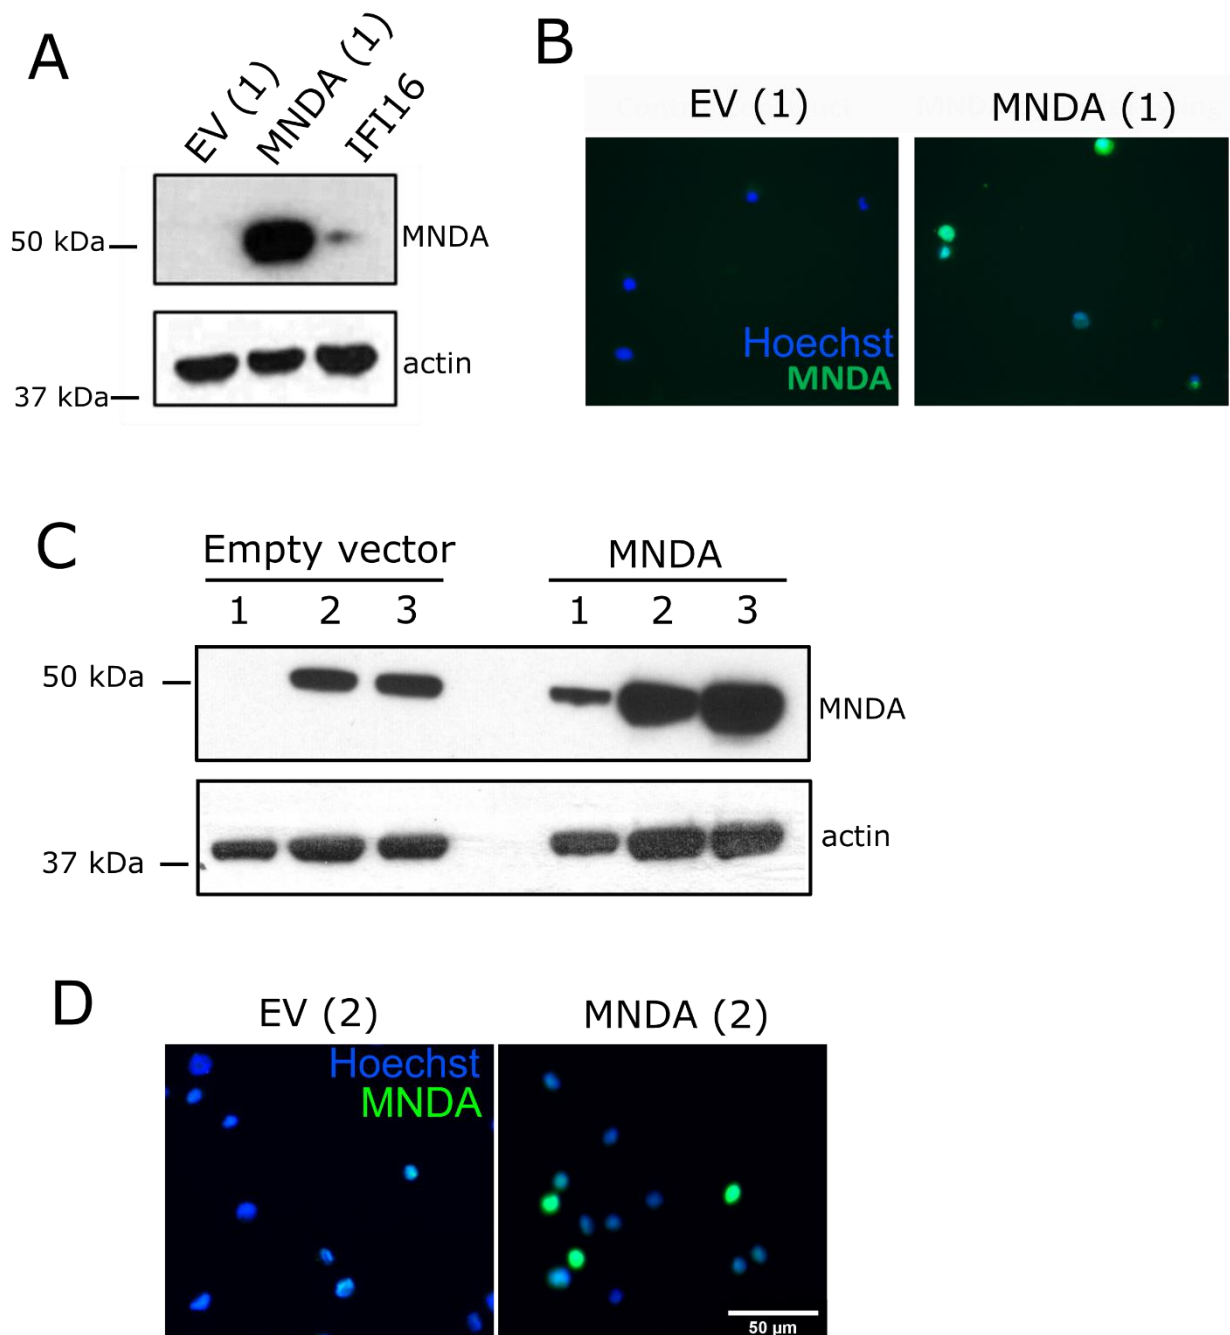 A
EV (1)
MNDA (1)
IFI16
50 kDa
MNDA
37 kDa
actin
B
EV (1)
MNDA (1)
Hoechst
MNDA
C
Empty vector
MNDA
1 2 3
1 2 3
50 kDa
MNDA
37 kDa
actin
D
EV (2)
MNDA (2)
Hoechst
MNDA
50 µm